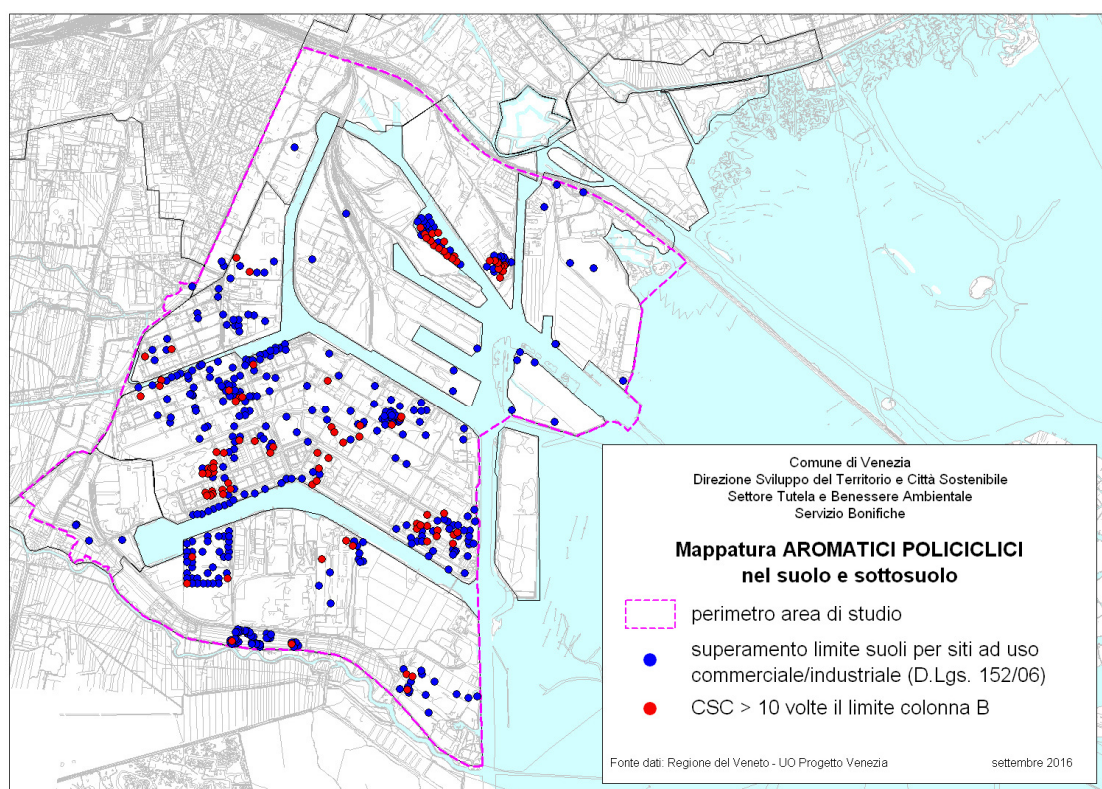 Comune di Venezia
Direzione Sviluppo del Territorio e Città Sostenibile
Settore Tutela e Benessere Ambientale
Servizio Bonifiche
Mappatura AROMATICI POLICICLICI
nel suolo e sottosuolo
perimetro area di studio
superamento limite suoli per siti ad uso
commerciale/industriale (D.Lgs. 152/06)
CSC > 10 volte il limite colonna B
Fonte dati: Regione del Veneto - UO Progetto Venezia settembre 2016